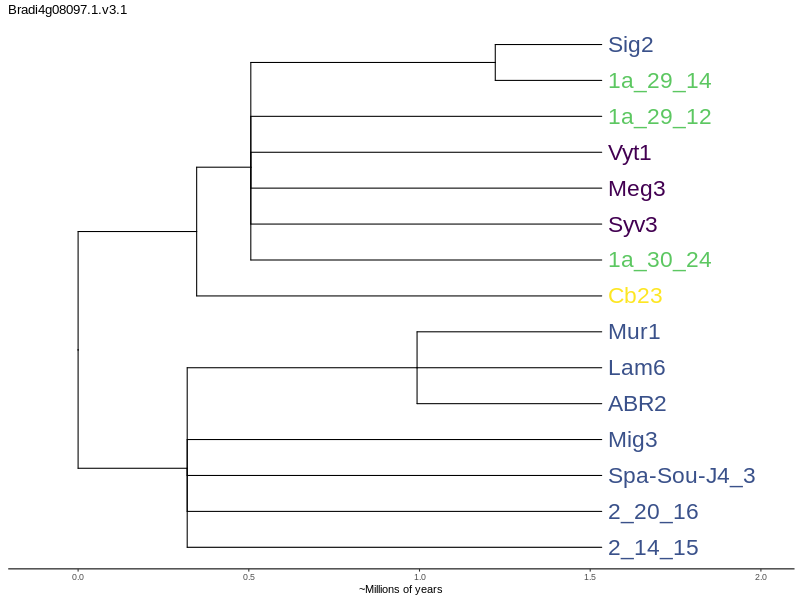 Bradi4g08097.1.v3.1
Sig2
1a_29_14
1a_29_12
Vyt1
Meg3
Syv3
1a_30_24
Cb23
Mur1
Lam6
ABR2
Mig3
Spa-Sou-J4_3
2_20_16
2_14_15
0.0 0.5 1.0 1.5 2.0
~Millions of years